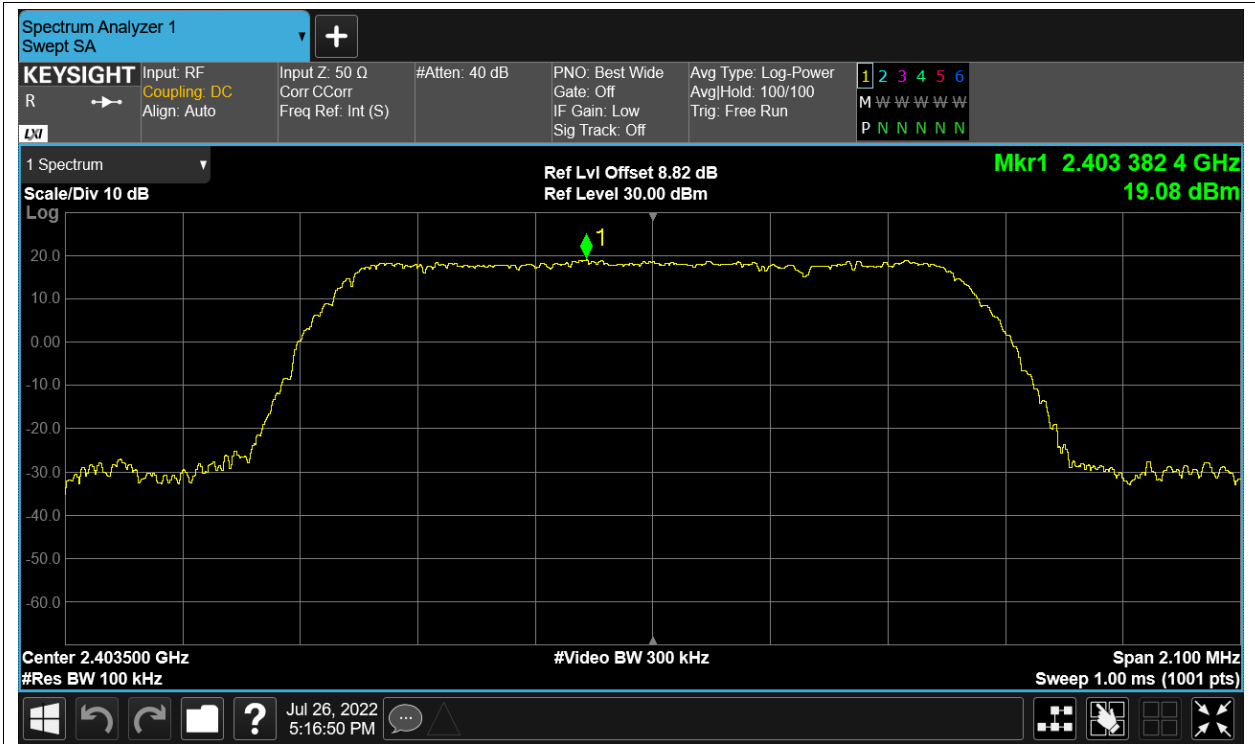 Spectrum Analyzer 1
Swept SA
+
KEYSIGHT
R
LXI
Input: RF
Coupling: DC
Align: Auto
Input Z: 50 Ω
Corr CCorr
Freq Ref: Int (S)
#Atten: 40 dB
PNO: Best Wide
Gate: Off
IF Gain: Low
Sig Track: Off
Avg Type: Log-Power
Avg|Hold: 100/100
Trig: Free Run
1 2 3 4 5 6
M W W W W W
P N N N N N
1 Spectrum
Scale/Div 10 dB
Log
Ref Lvl Offset 8.82 dB
Ref Level 30.00 dBm
Mkr1 2.403 382 4 GHz
19.08 dBm
1
20.0
10.0
0.00
-10.0
-20.0
-30.0
-40.0
-50.0
-60.0
Center 2.403500 GHz
#Res BW 100 kHz
#Video BW 300 kHz
Span 2.100 MHz
Sweep 1.00 ms (1001 pts)
?
Jul 26, 2022
5:16:50 PM